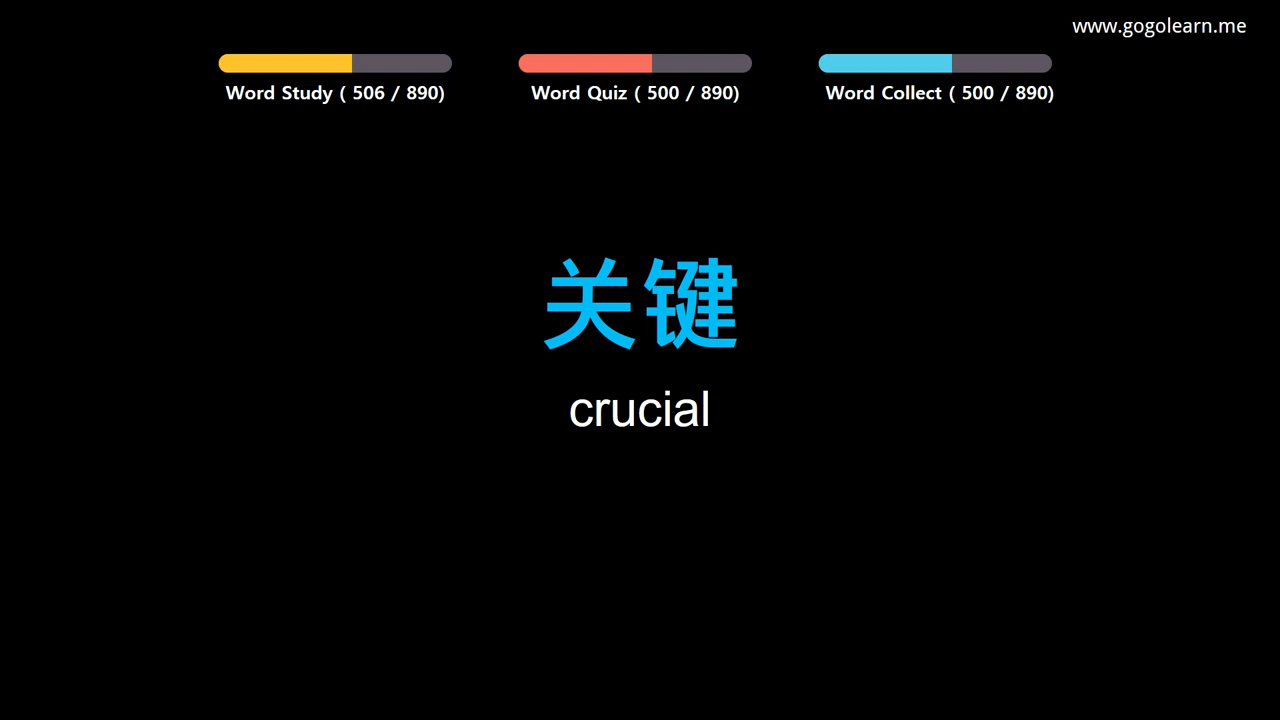 www.gogolearn.me
Word Study ( 506 / 890)
Word Quiz ( 500 / 890)
Word Collect ( 500 / 890)
关键
crucial